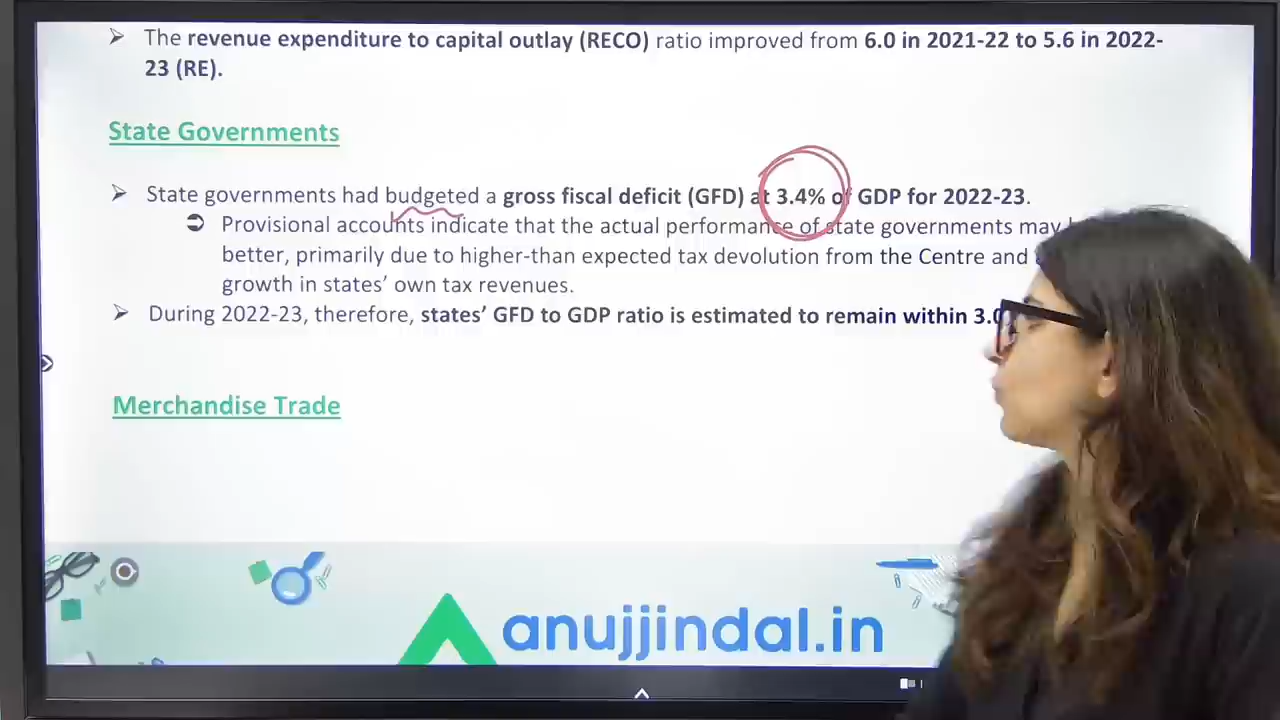 The revenue expenditure to capital outlay (RECO) ratio improved from 6.0 in 2021-22 to 5.6 in 2022-
23 (RE).
State Governments
State governments had budgeted a gross fiscal deficit (GFD) at 3.4% of GDP for 2022-23.
Provisional accounts indicate that the actual performance of state governments may
better, primarily due to higher-than expected tax devolution from the Centre and
growth in states' own tax revenues.
During 2022-23, therefore, states' GFD to GDP ratio is estimated to remain within 3.0
Merchandise Trade
anujjindal.in